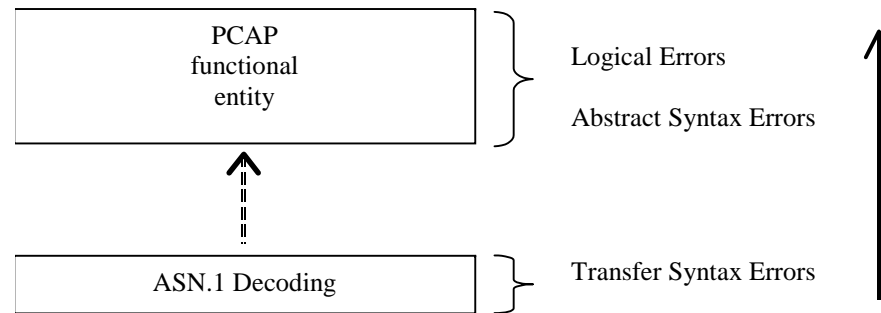 PCAP
functional
entity
Logical Errors
Abstract Syntax Errors
ASN.1 Decoding
Transfer Syntax Errors